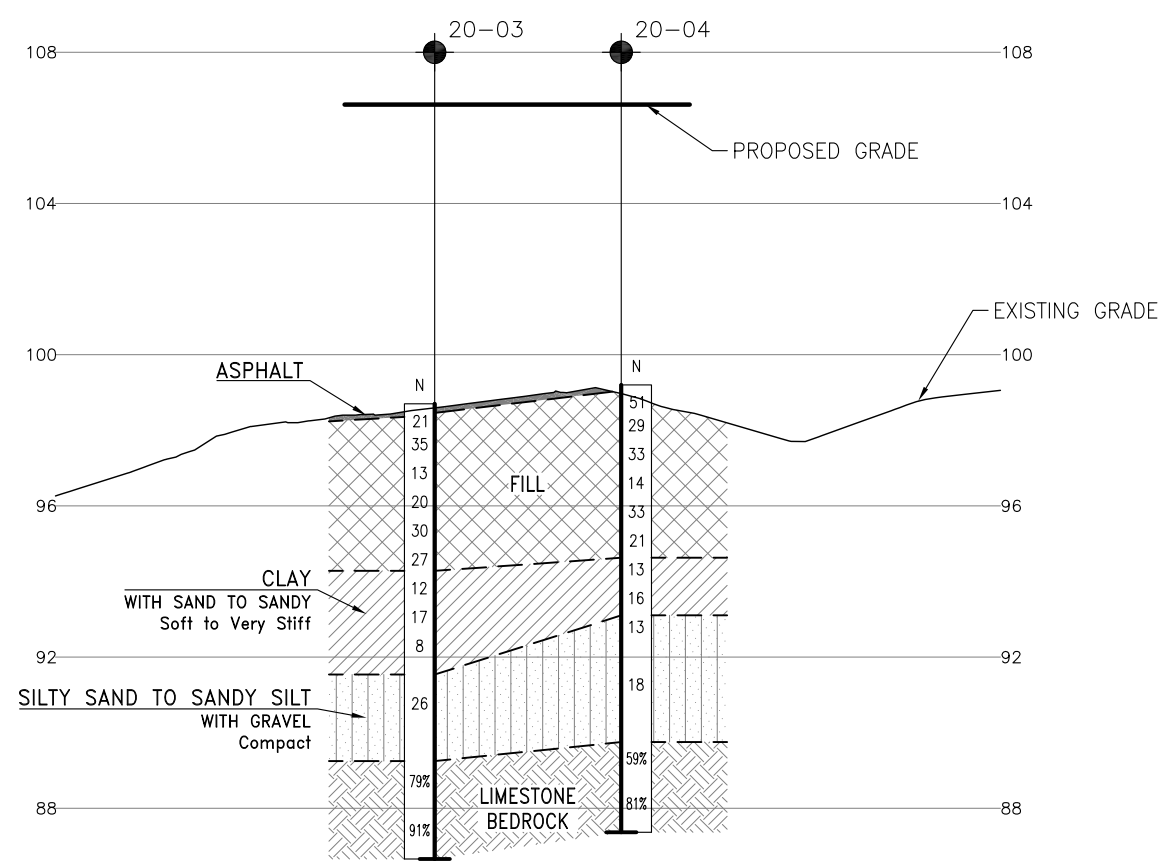 20-03
20-04
108
108
PROPOSED GRADE
104
104
EXISTING GRADE
100
100
ASPHALT
N
N
21
35
13
20
30
27
12
17
8
26
79%
91%
51
29
33
14
33
21
13
16
13
18
59%
81%
FILL
96
96
CLAY
WITH SAND TO SANDY
Soft to Very Stiff
92
92
SILTY SAND TO SANDY SILT
WITH GRAVEL
Compact
88
88
LIMESTONE
BEDROCK